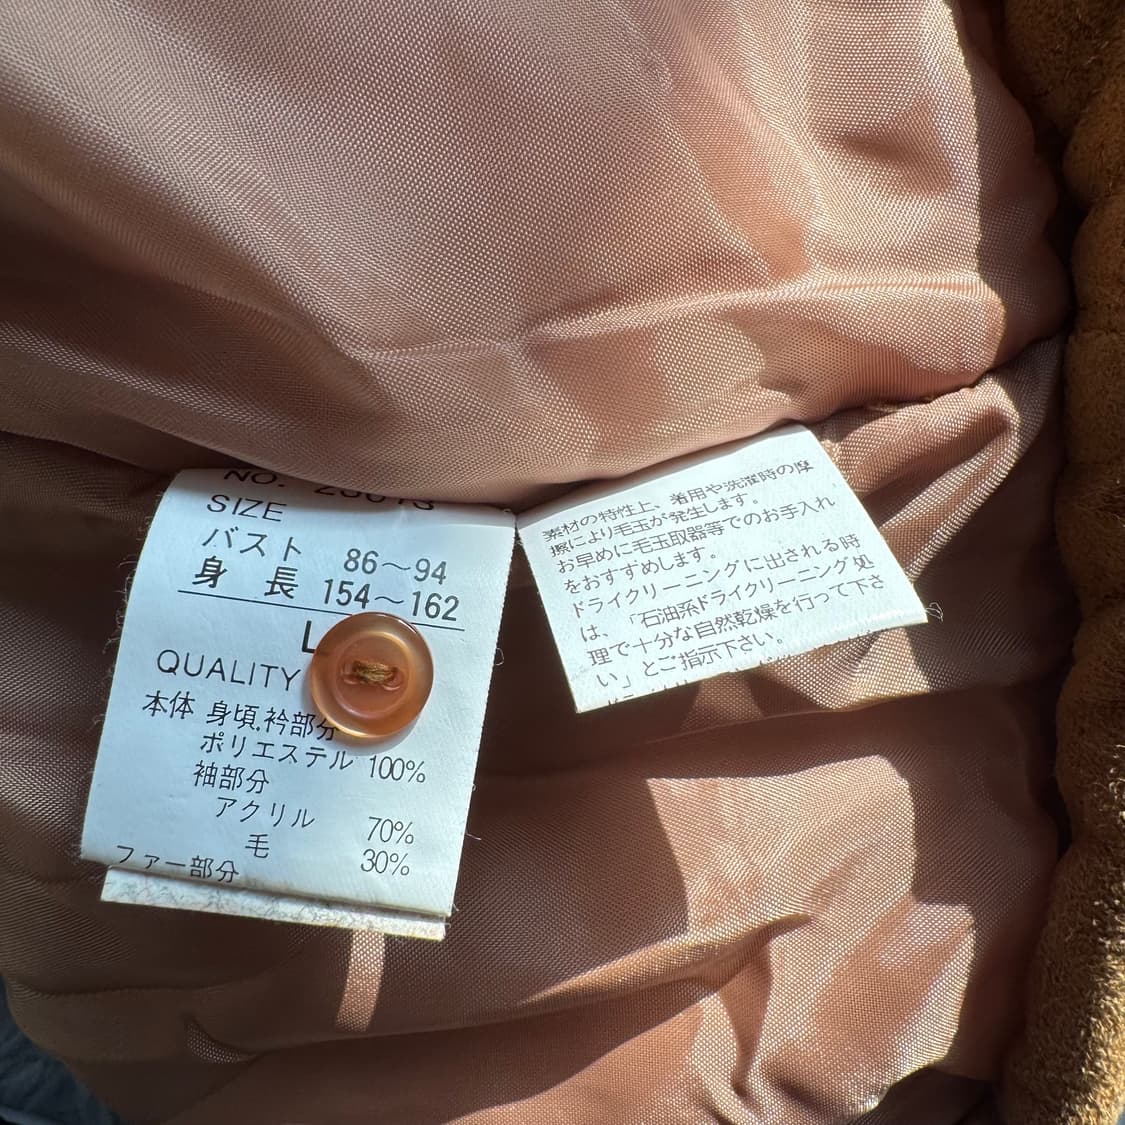 NO.
SIZE
バスト 86～94
身 長 154～162
L
QUALITY
本体 身頃,衿部分
ポリエステル 100%
袖部分
アクリル 70%
毛 30%
ファー部分
素材の特性上、着用や洗濯時の摩
擦により毛玉が発生します。
お早めに毛玉取器等でのお手入れ
をおすすめします。
ドライクリーニングに出される時
は、「石油系ドライクリーニング処
理で十分な自然乾燥を行って下さ
い」とご指示下さい。